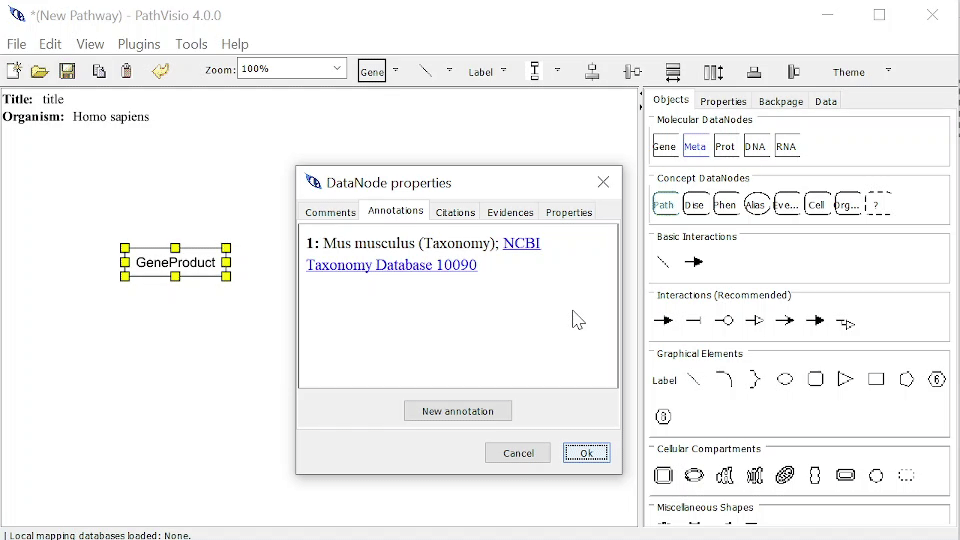 *(New Pathway) - PathVisio 4.0.0
File Edit View Plugins Tools Help
Zoom: 100% Gene Label Theme
Title: title
Organism: Homo sapiens
GeneProduct
DataNode properties
Comments Annotations Citations Evidences Properties
1: Mus musculus (Taxonomy); NCBI
Taxonomy Database 10090
New annotation
Cancel Ok
Objects Properties Backpage Data
Molecular DataNodes
Gene Meta Prot DNA RNA
Concept DataNodes
Path Dise Phen Alias Eve... Cell Org... ?
Basic Interactions
Interactions (Recommended)
Graphical Elements
Label 6
8
Cellular Compartments
Miscellaneous Shapes
| Local mapping databases loaded: None.